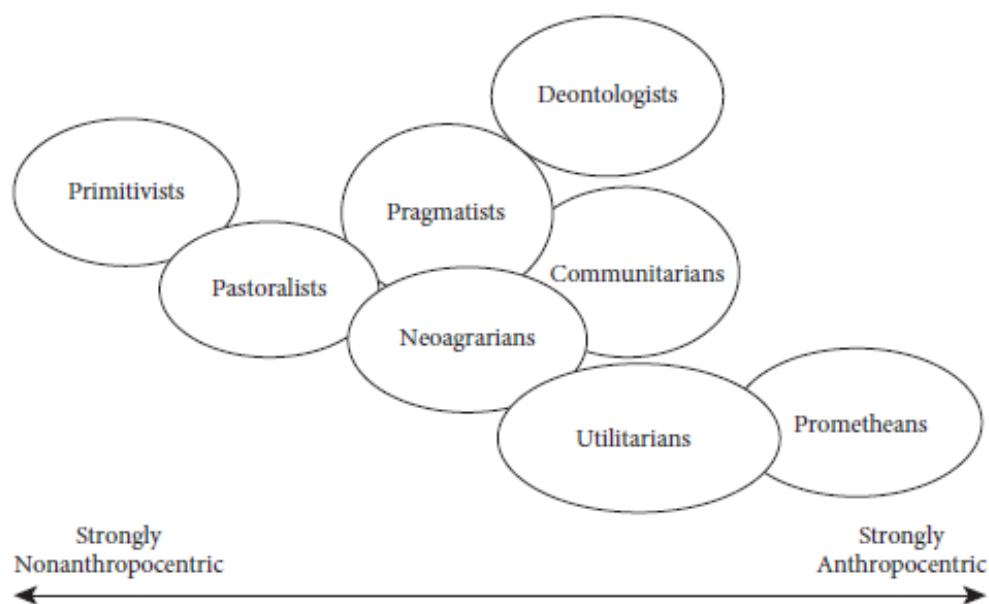 Deontologists
Primitivists
Pragmatists
Communitarians
Pastoralists
Neoagrarians
Utilitarians
Prometheans
Strongly
Nonanthropocentric
Strongly
Anthropocentric